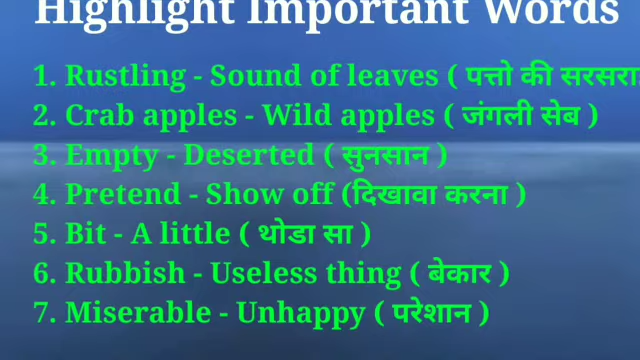 Highlight Important Words
1. Rustling - Sound of leaves ( पत्तो की
2. Crab apples - Wild apples ( जंगली सेब )
3. Empty - Deserted ( सुनसान )
4. Pretend - Show off (दिखावा करना )
5. Bit - A little ( थोडा सा )
6. Rubbish - Useless thing ( बेकार )
7. Miserable - Unhappy ( परेशान )